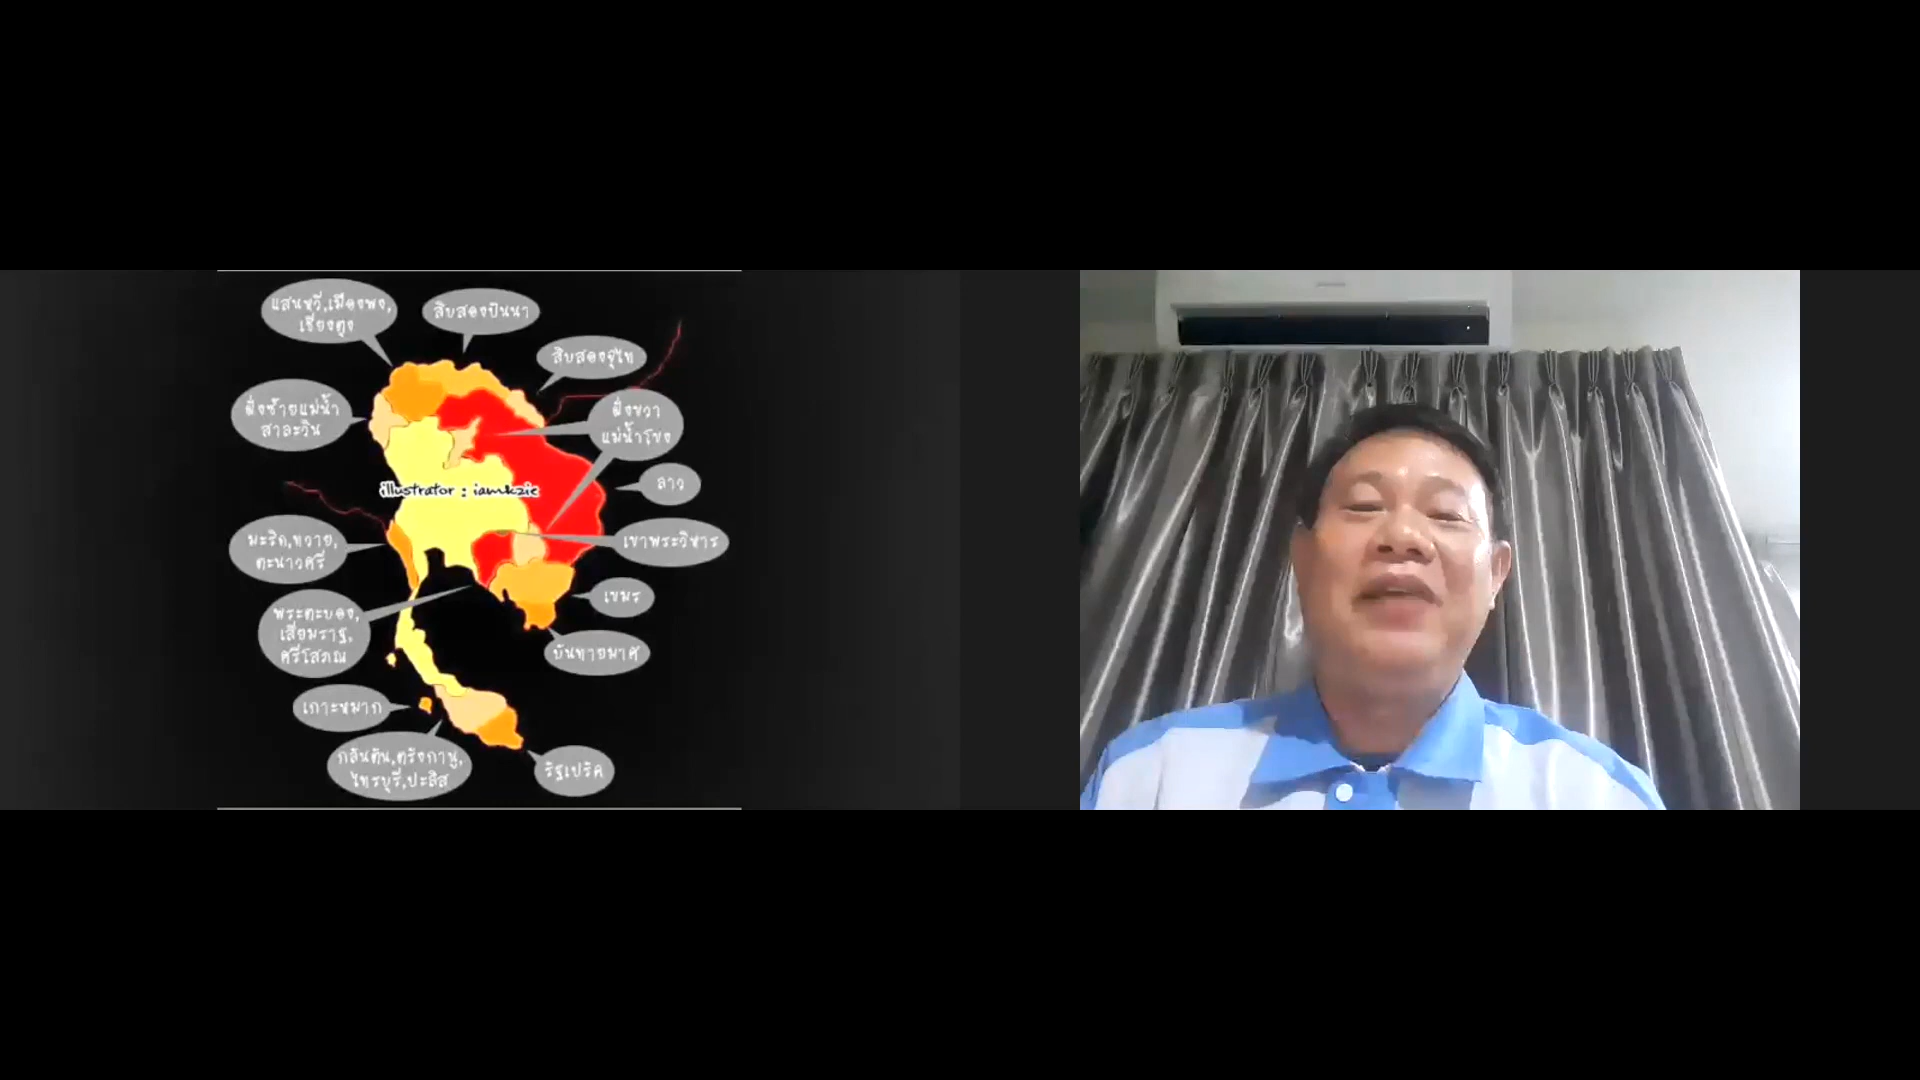 แสนหวี,เมืองพง,
เชียงตุง
สิบสองปันนา
สิบสองจุไท
ฝั่งซ้ายแม่น้ำ
สาละวิน
ฝั่งขวา
แม่น้ำโขง
ลาว
illustrator : iamkzie
มะริด,ทวาย,
ตะนาวศรี
เขาพระวิหาร
พระตะบอง,
เสียมราฐ,
ศรีโสภณ
เขมร
บันทายมาศ
เกาะหมาก
กลันตัน,ตรังกานู,
ไทรบุรี,ปะลิส
รัฐเปรัค